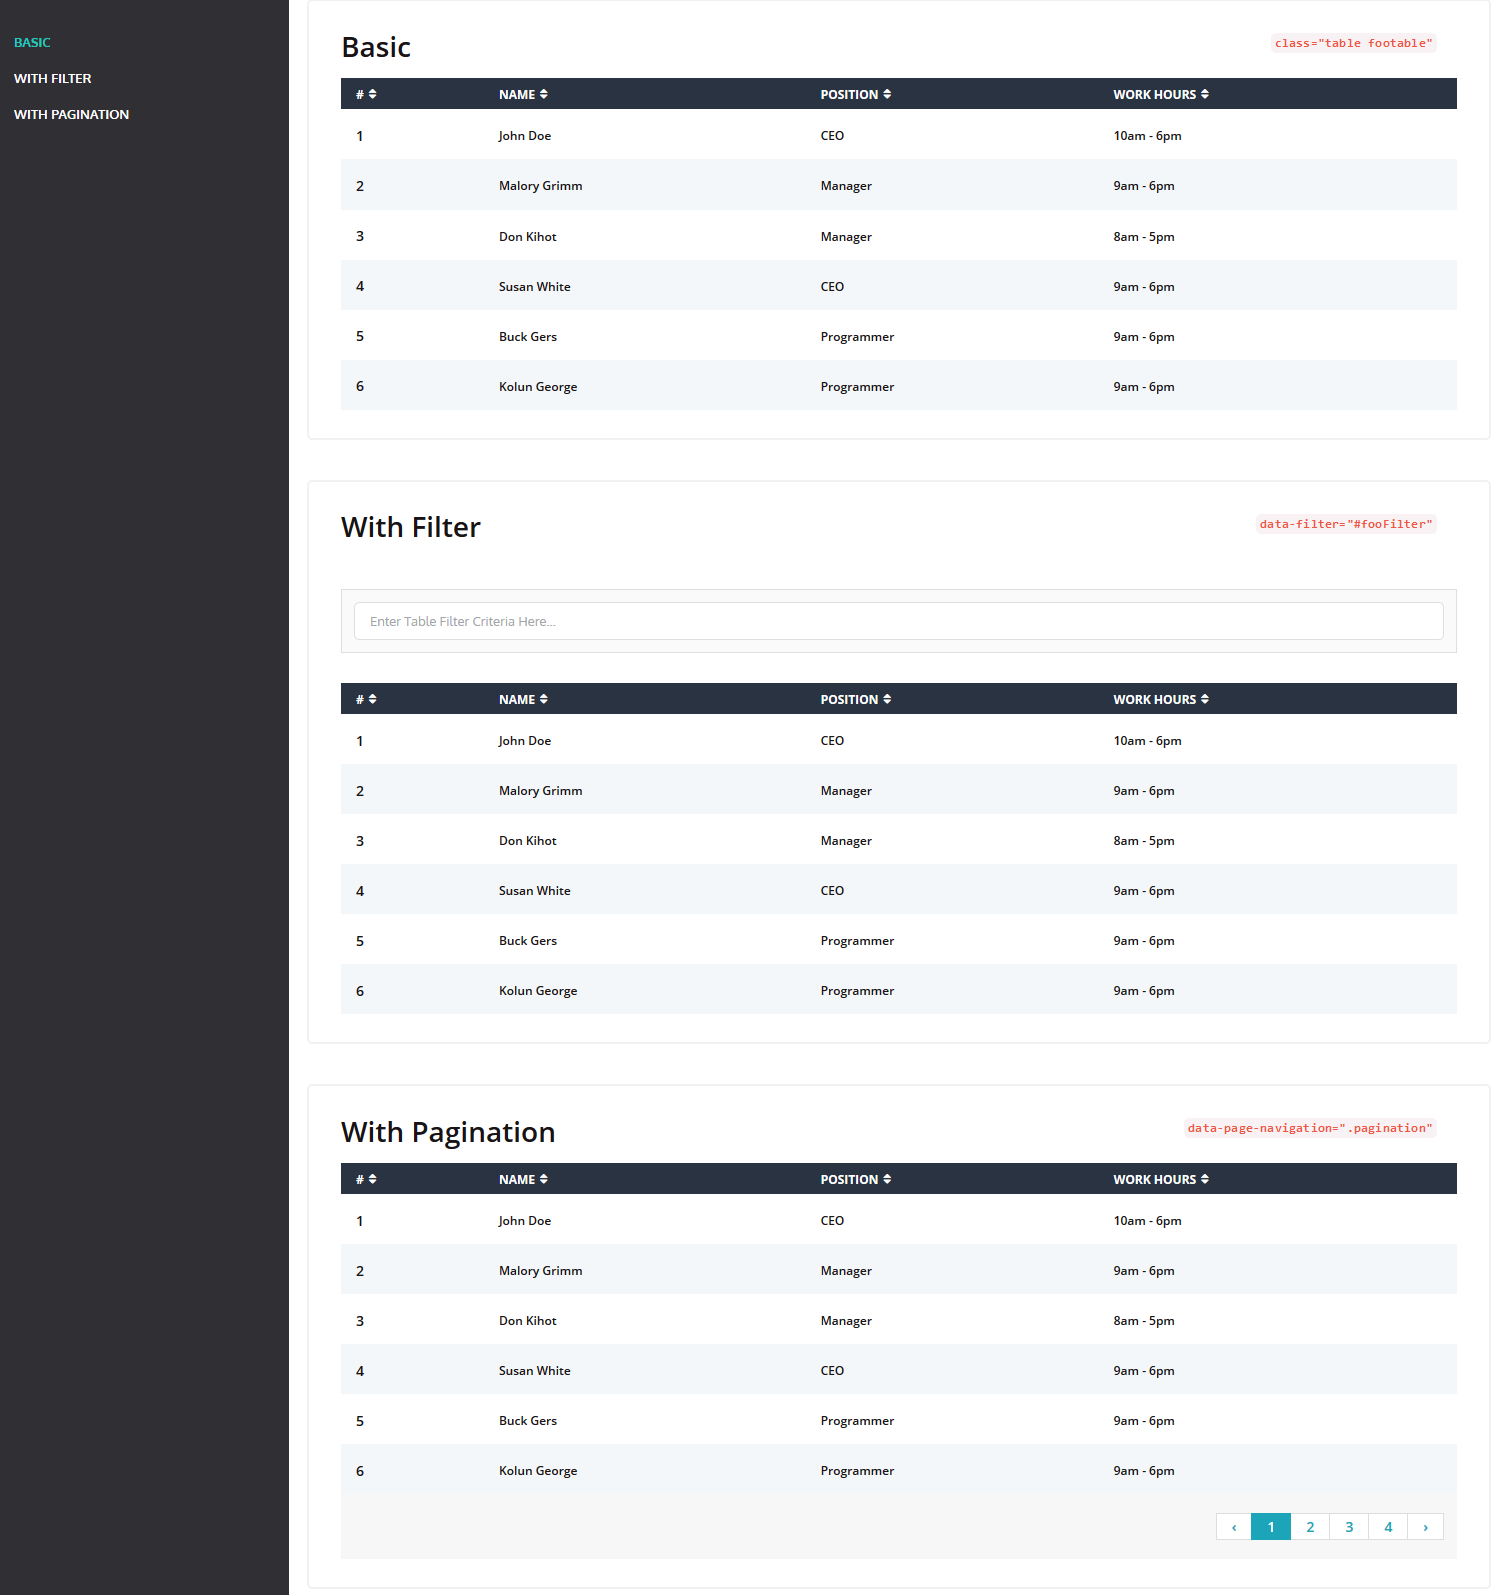 BASIC
WITH FILTER
WITH PAGINATION
Basic
class="table footable"
# NAME POSITION WORK HOURS
1 John Doe CEO 10am - 6pm
2 Malory Grimm Manager 9am - 6pm
3 Don Kihot Manager 8am - 5pm
4 Susan White CEO 9am - 6pm
5 Buck Gers Programmer 9am - 6pm
6 Kolun George Programmer 9am - 6pm
With Filter
data-filter="#fooFilter"
Enter Table Filter Criteria Here...
# NAME POSITION WORK HOURS
1 John Doe CEO 10am - 6pm
2 Malory Grimm Manager 9am - 6pm
3 Don Kihot Manager 8am - 5pm
4 Susan White CEO 9am - 6pm
5 Buck Gers Programmer 9am - 6pm
6 Kolun George Programmer 9am - 6pm
With Pagination
data-page-navigation=".pagination"
# NAME POSITION WORK HOURS
1 John Doe CEO 10am - 6pm
2 Malory Grimm Manager 9am - 6pm
3 Don Kihot Manager 8am - 5pm
4 Susan White CEO 9am - 6pm
5 Buck Gers Programmer 9am - 6pm
6 Kolun George Programmer 9am - 6pm
‹ 1 2 3 4 ›